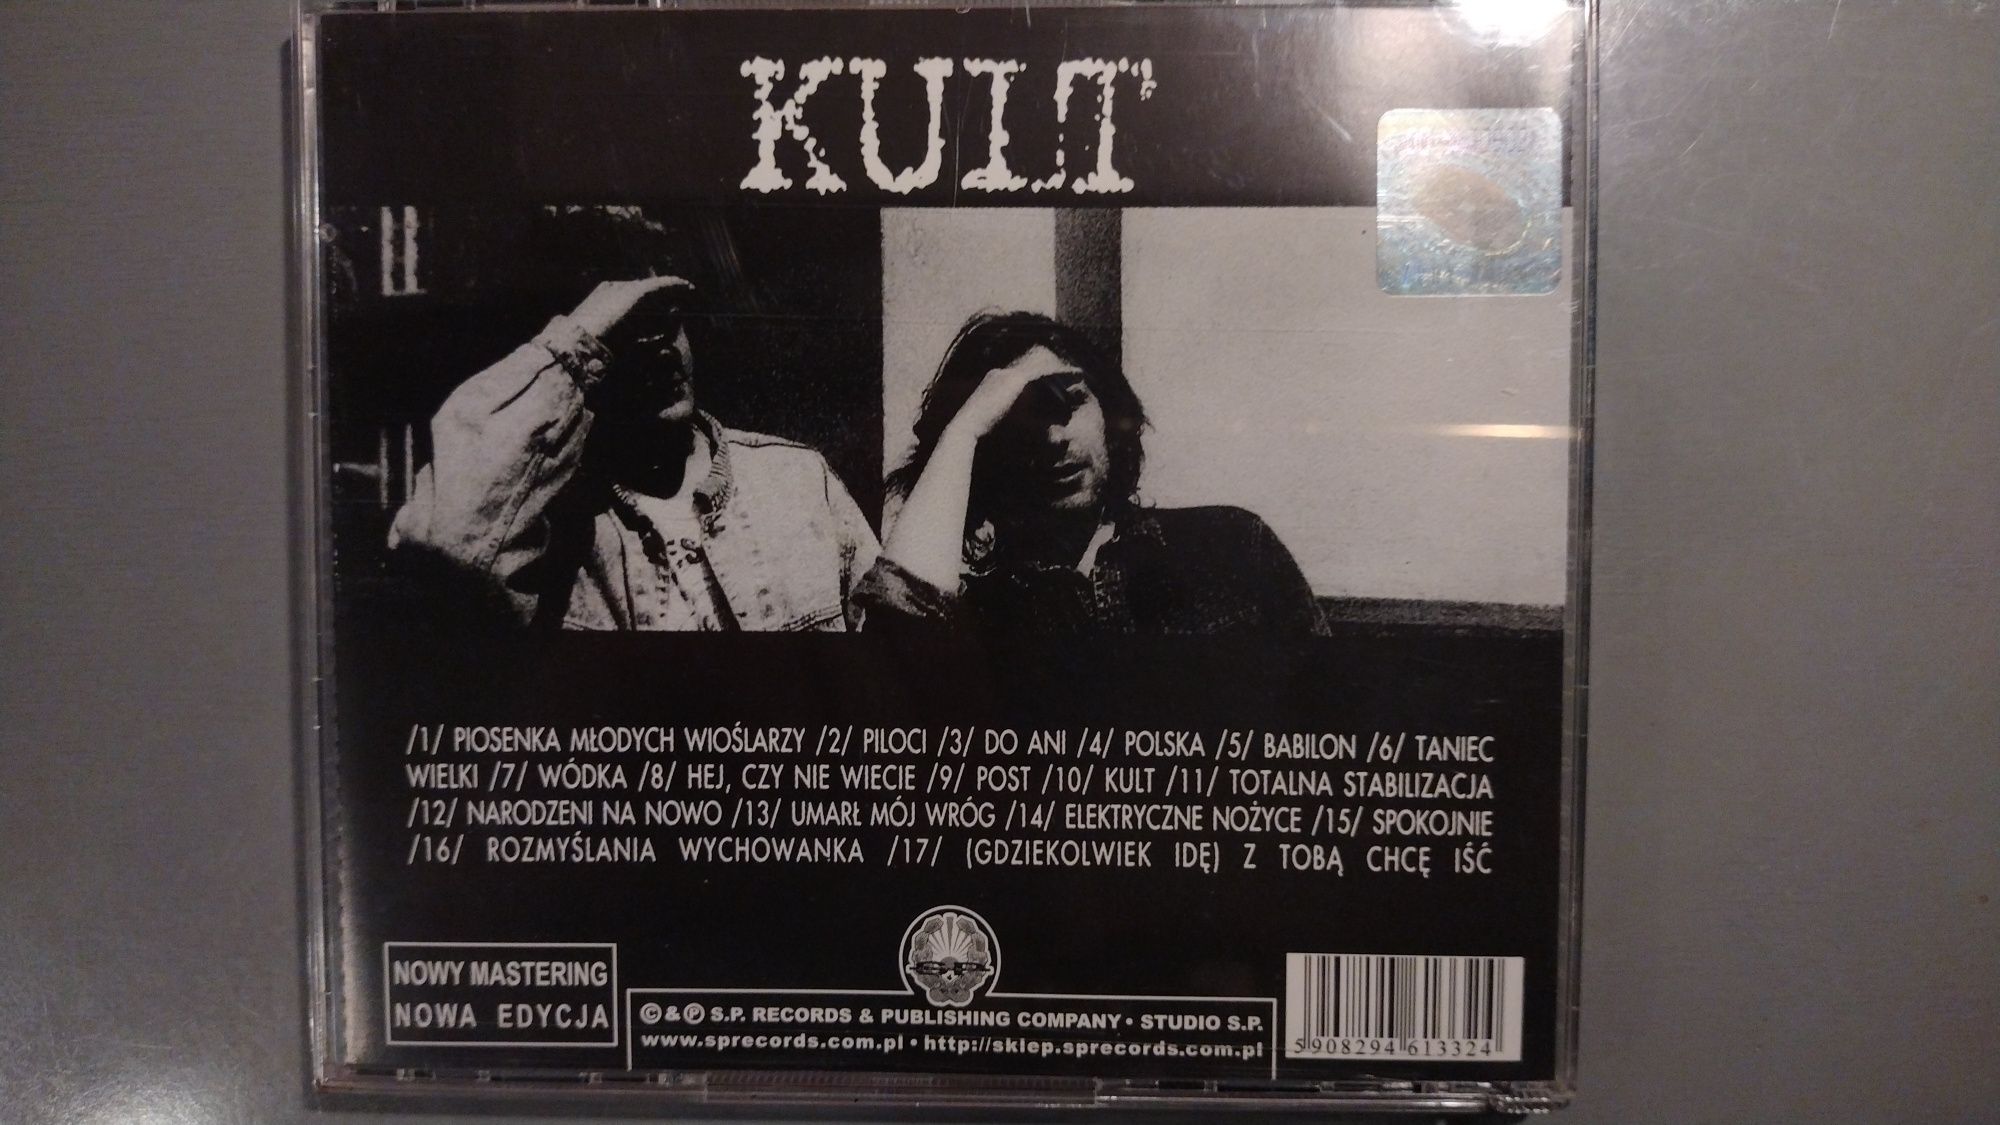 KULT
/1/ PIOSENKA MŁODYCH WIOŚLARZY /2/ PILOCI /3/ DO ANI /4/ POLSKA /5/ BABILON /6/ TANIEC
WIELKI /7/ WÓDKA /8/ HEJ, CZY NIE WIECIE /9/ POST /10/ KULT /11/ TOTALNA STABILIZACJA
/12/ NARODZENI NA NOWO /13/ UMARŁ MÓJ WRÓG /14/ ELEKTRYCZNE NOŻYCE /15/ SPOKOJNIE
/16/ ROZMYŚLANIA WYCHOWANKA /17/ (GDZIEKOLWIEK IDĘ) Z TOBĄ CHCĘ IŚĆ
NOWY MASTERING
NOWA EDYCJA
©&℗ S.P. RECORDS & PUBLISHING COMPANY • STUDIO S.P.
www.sprecords.com.pl • http://sklep.sprecords.com.pl
5 908294 613324